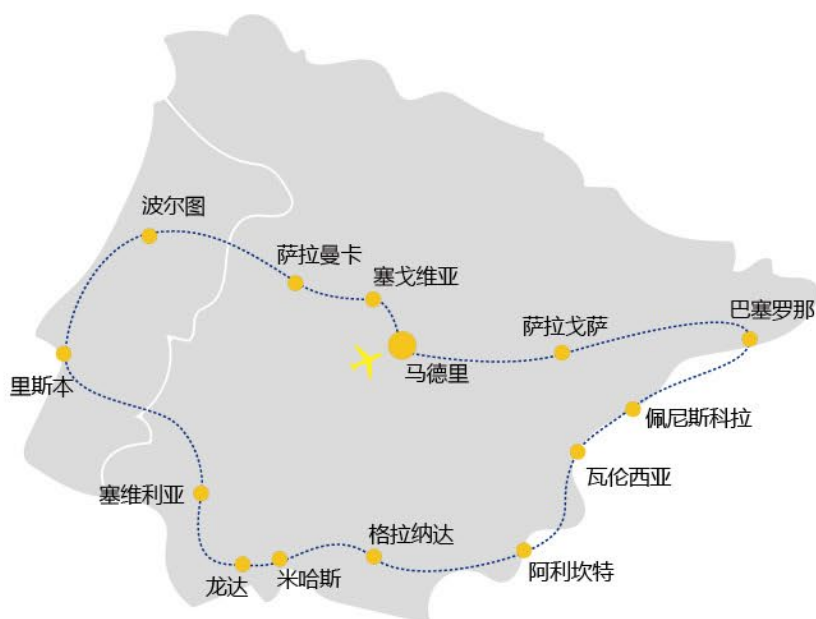 波尔图
萨拉曼卡
塞戈维亚
萨拉戈萨
巴塞罗那
里斯本
马德里
佩尼斯科拉
瓦伦西亚
塞维利亚
格拉纳达
龙达
米哈斯
阿利坎特